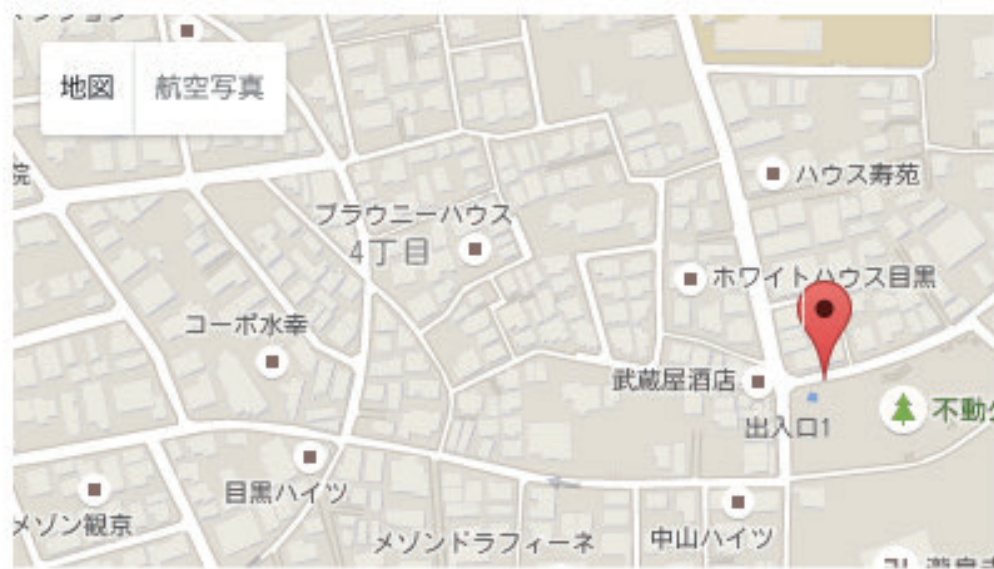 地図
航空写真
院
ハウス寿苑
ブラウニーハウス
4丁目
ホワイトハウス目黒
コーポ水幸
武蔵屋酒店
不動
出入口1
目黒ハイツ
メゾン観京
メゾンドラフィーネ
中山ハイツ